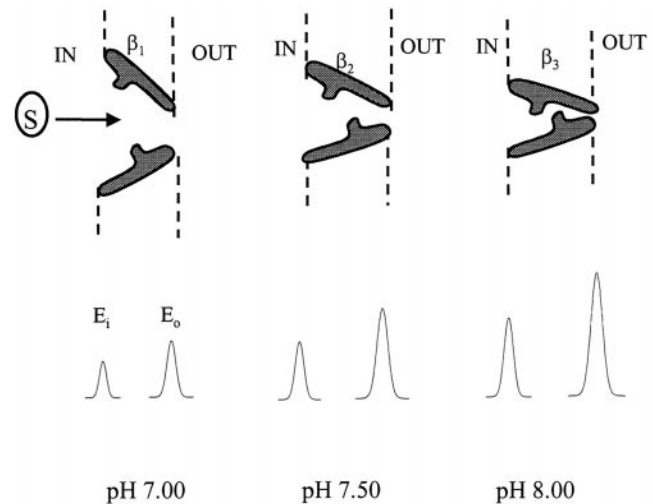 IN β₁ OUT
IN β₂ OUT
IN β₃ OUT
S
Eᵢ Eₒ
pH 7.00 pH 7.50 pH 8.00